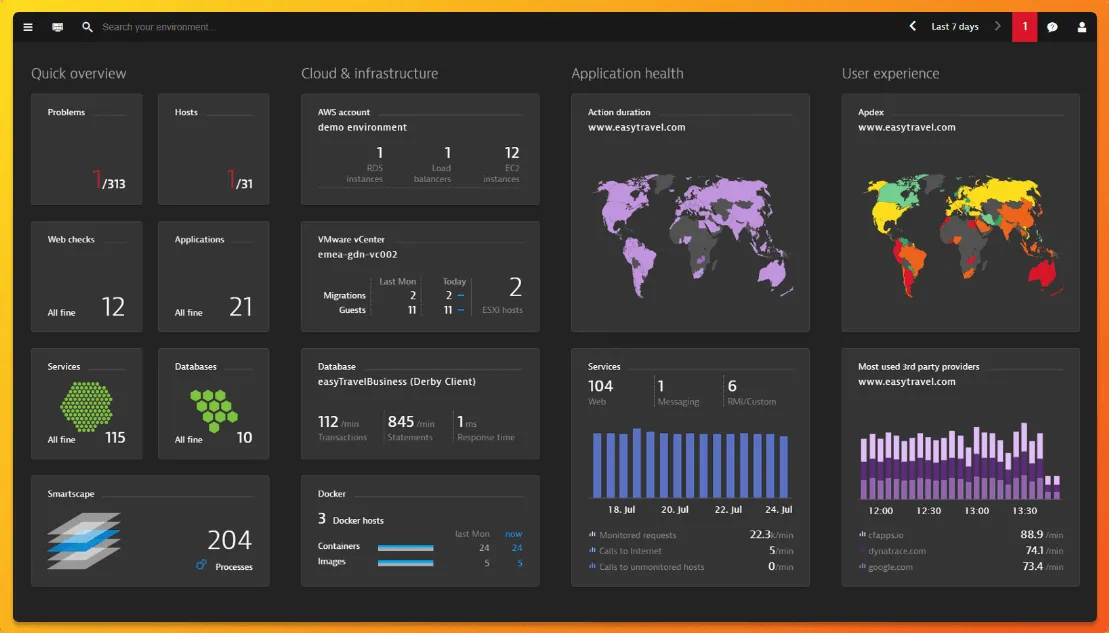 Search your environment...
Last 7 days
1
Quick overview
Problems
1/313
Hosts
1/31
Web checks
All fine 12
Applications
All fine 21
Services
All fine 115
Databases
All fine 10
Smartscape
204
Processes
Cloud & infrastructure
AWS account
demo environment
1 1 12
RDS Load EC2
instances balancers instances
VMware vCenter
emea-gdn-vc002
Last Mon Today
Migrations 2 2 –
Guests 11 11 –
2
ESXi hosts
Database
easyTravelBusiness (Derby Client)
112 /min 845 /min 1 ms
Transactions Statements Response time
Docker
3 Docker hosts
last Mon now
Containers 24 24
Images 5 5
Application health
Action duration
www.easytravel.com
Services
104 1 6
Web Messaging RMI/Custom
18. Jul 20. Jul 22. Jul 24. Jul
Monitored requests 22.3k/min
Calls to Internet 5/min
Calls to unmonitored hosts 0/min
User experience
Apdex
www.easytravel.com
Most used 3rd party providers
www.easytravel.com
12:00 12:30 13:00 13:30
cfapps.io 88.9 /min
dynatrace.com 74.1 /min
google.com 73.4 /min